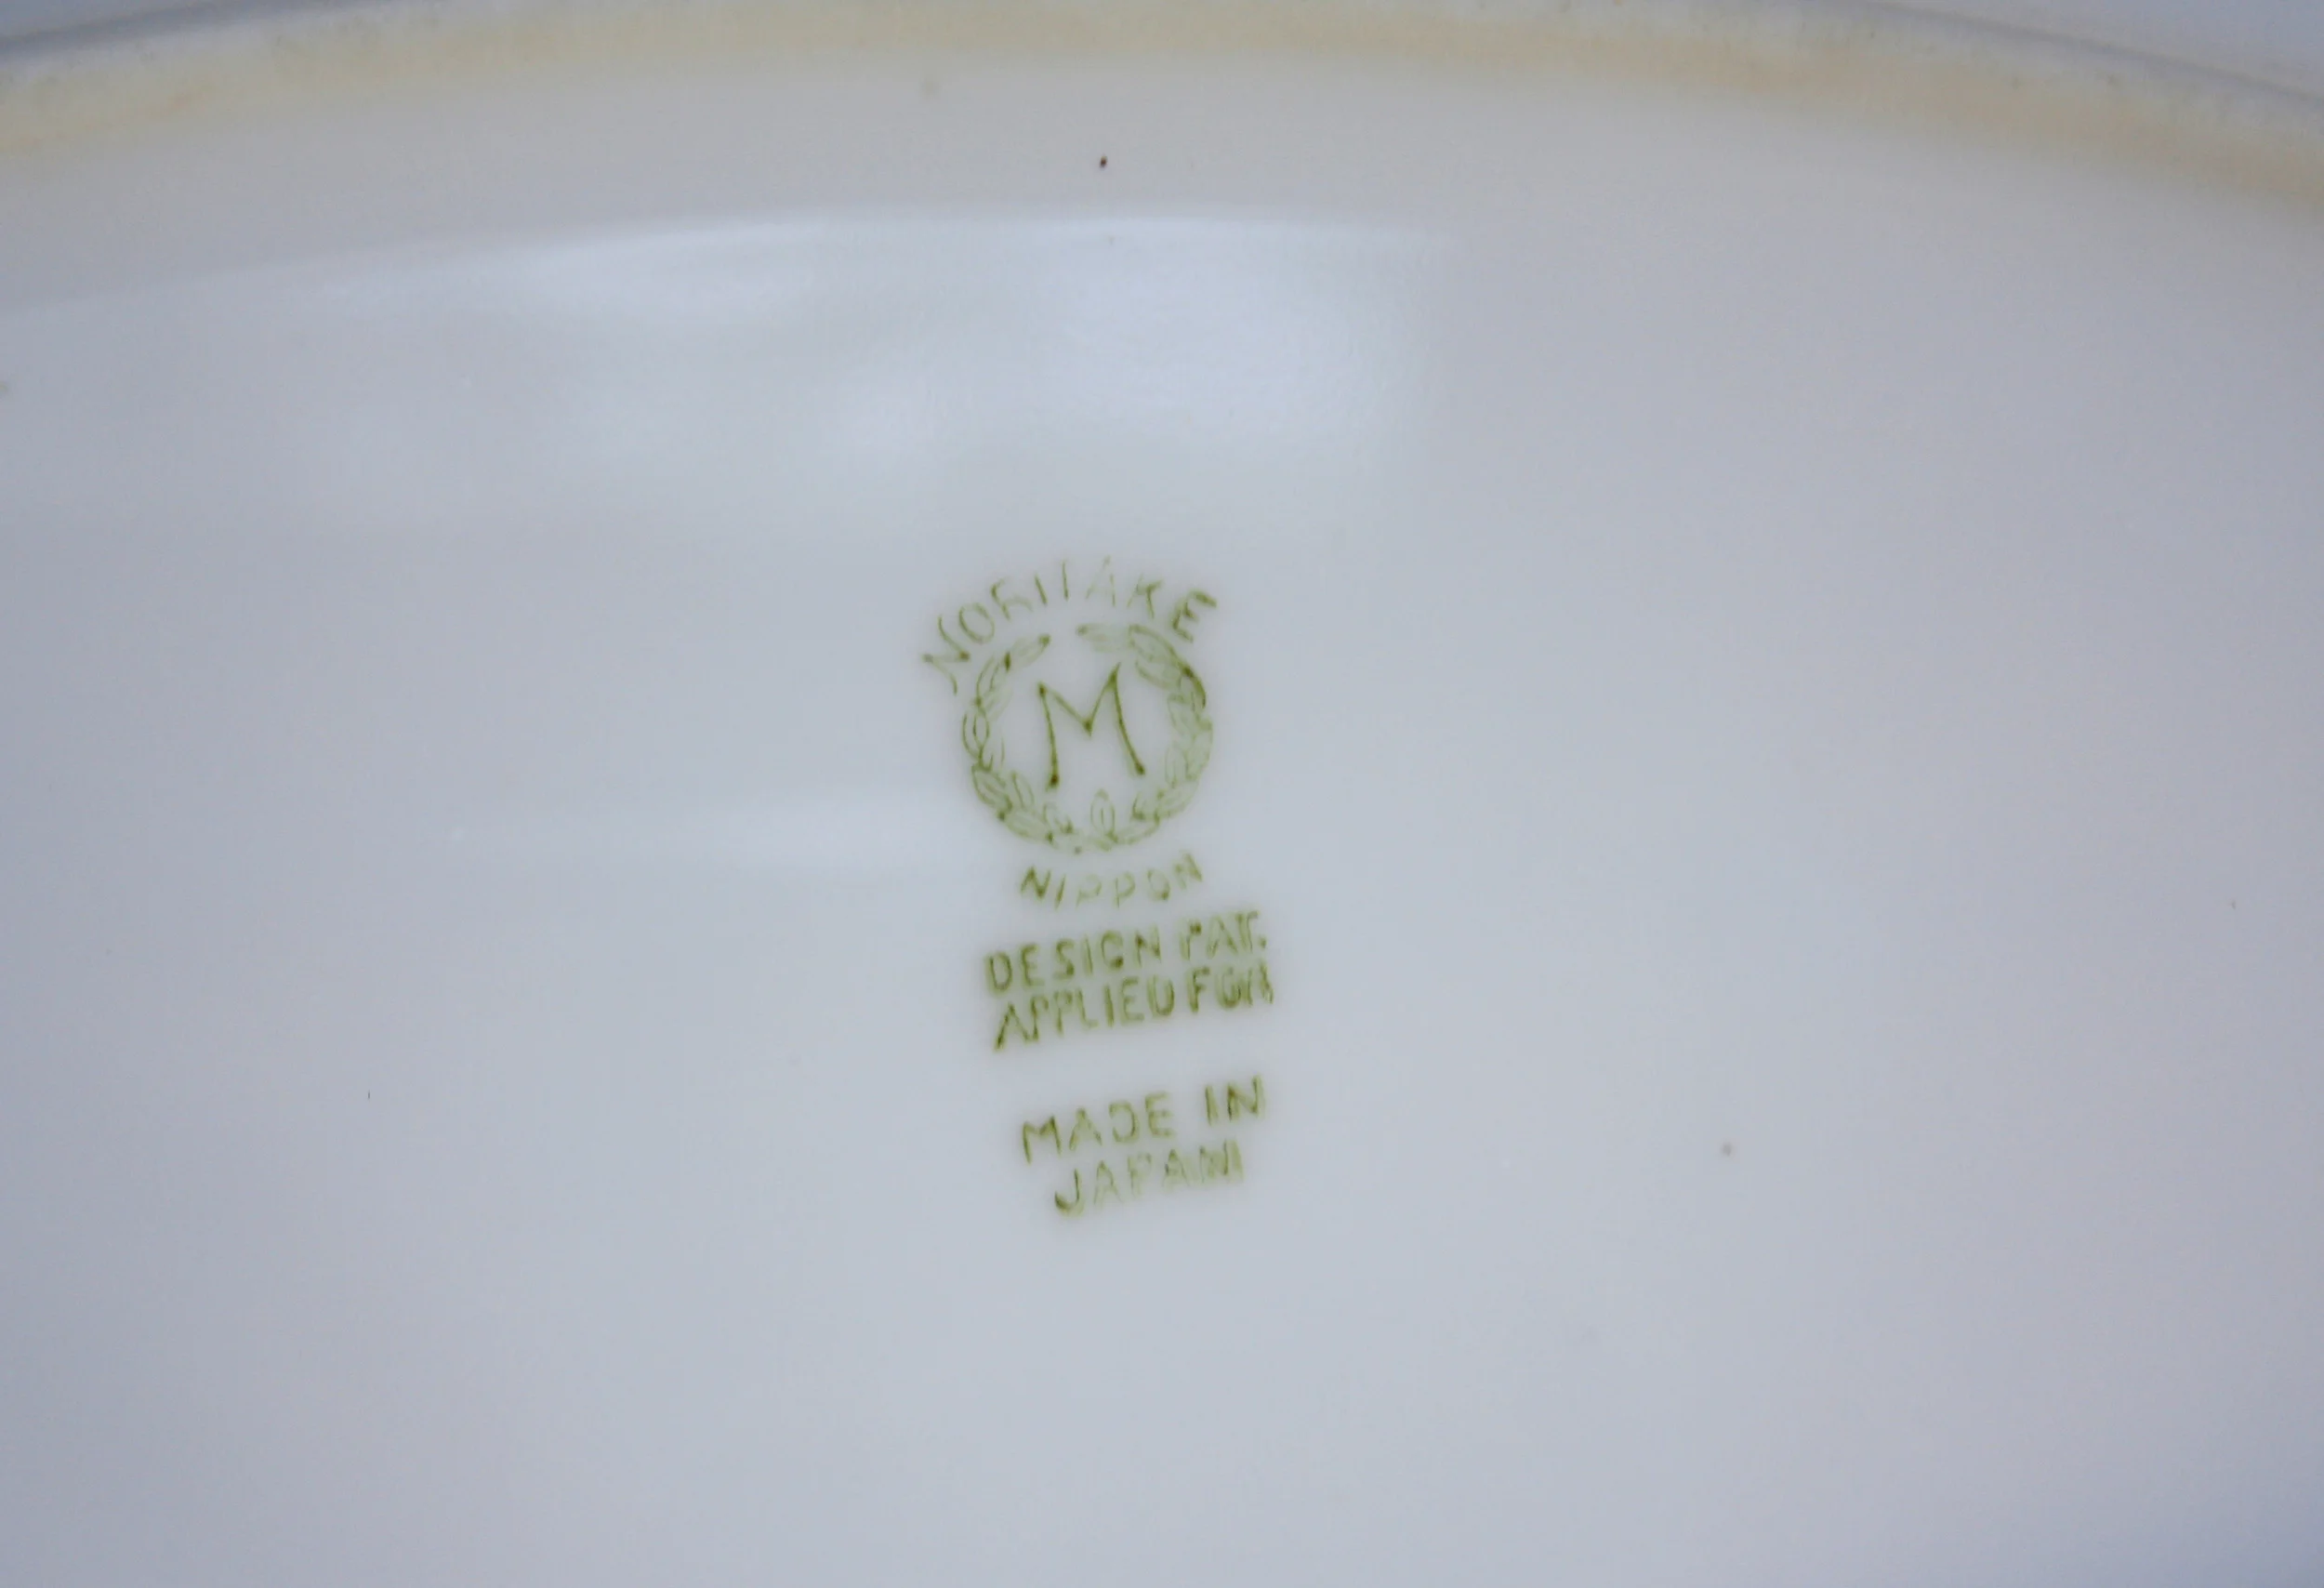 NORITAKE
M
NIPPON
DESIGN PAT.
APPLIED FOR
MADE IN
JAPAN